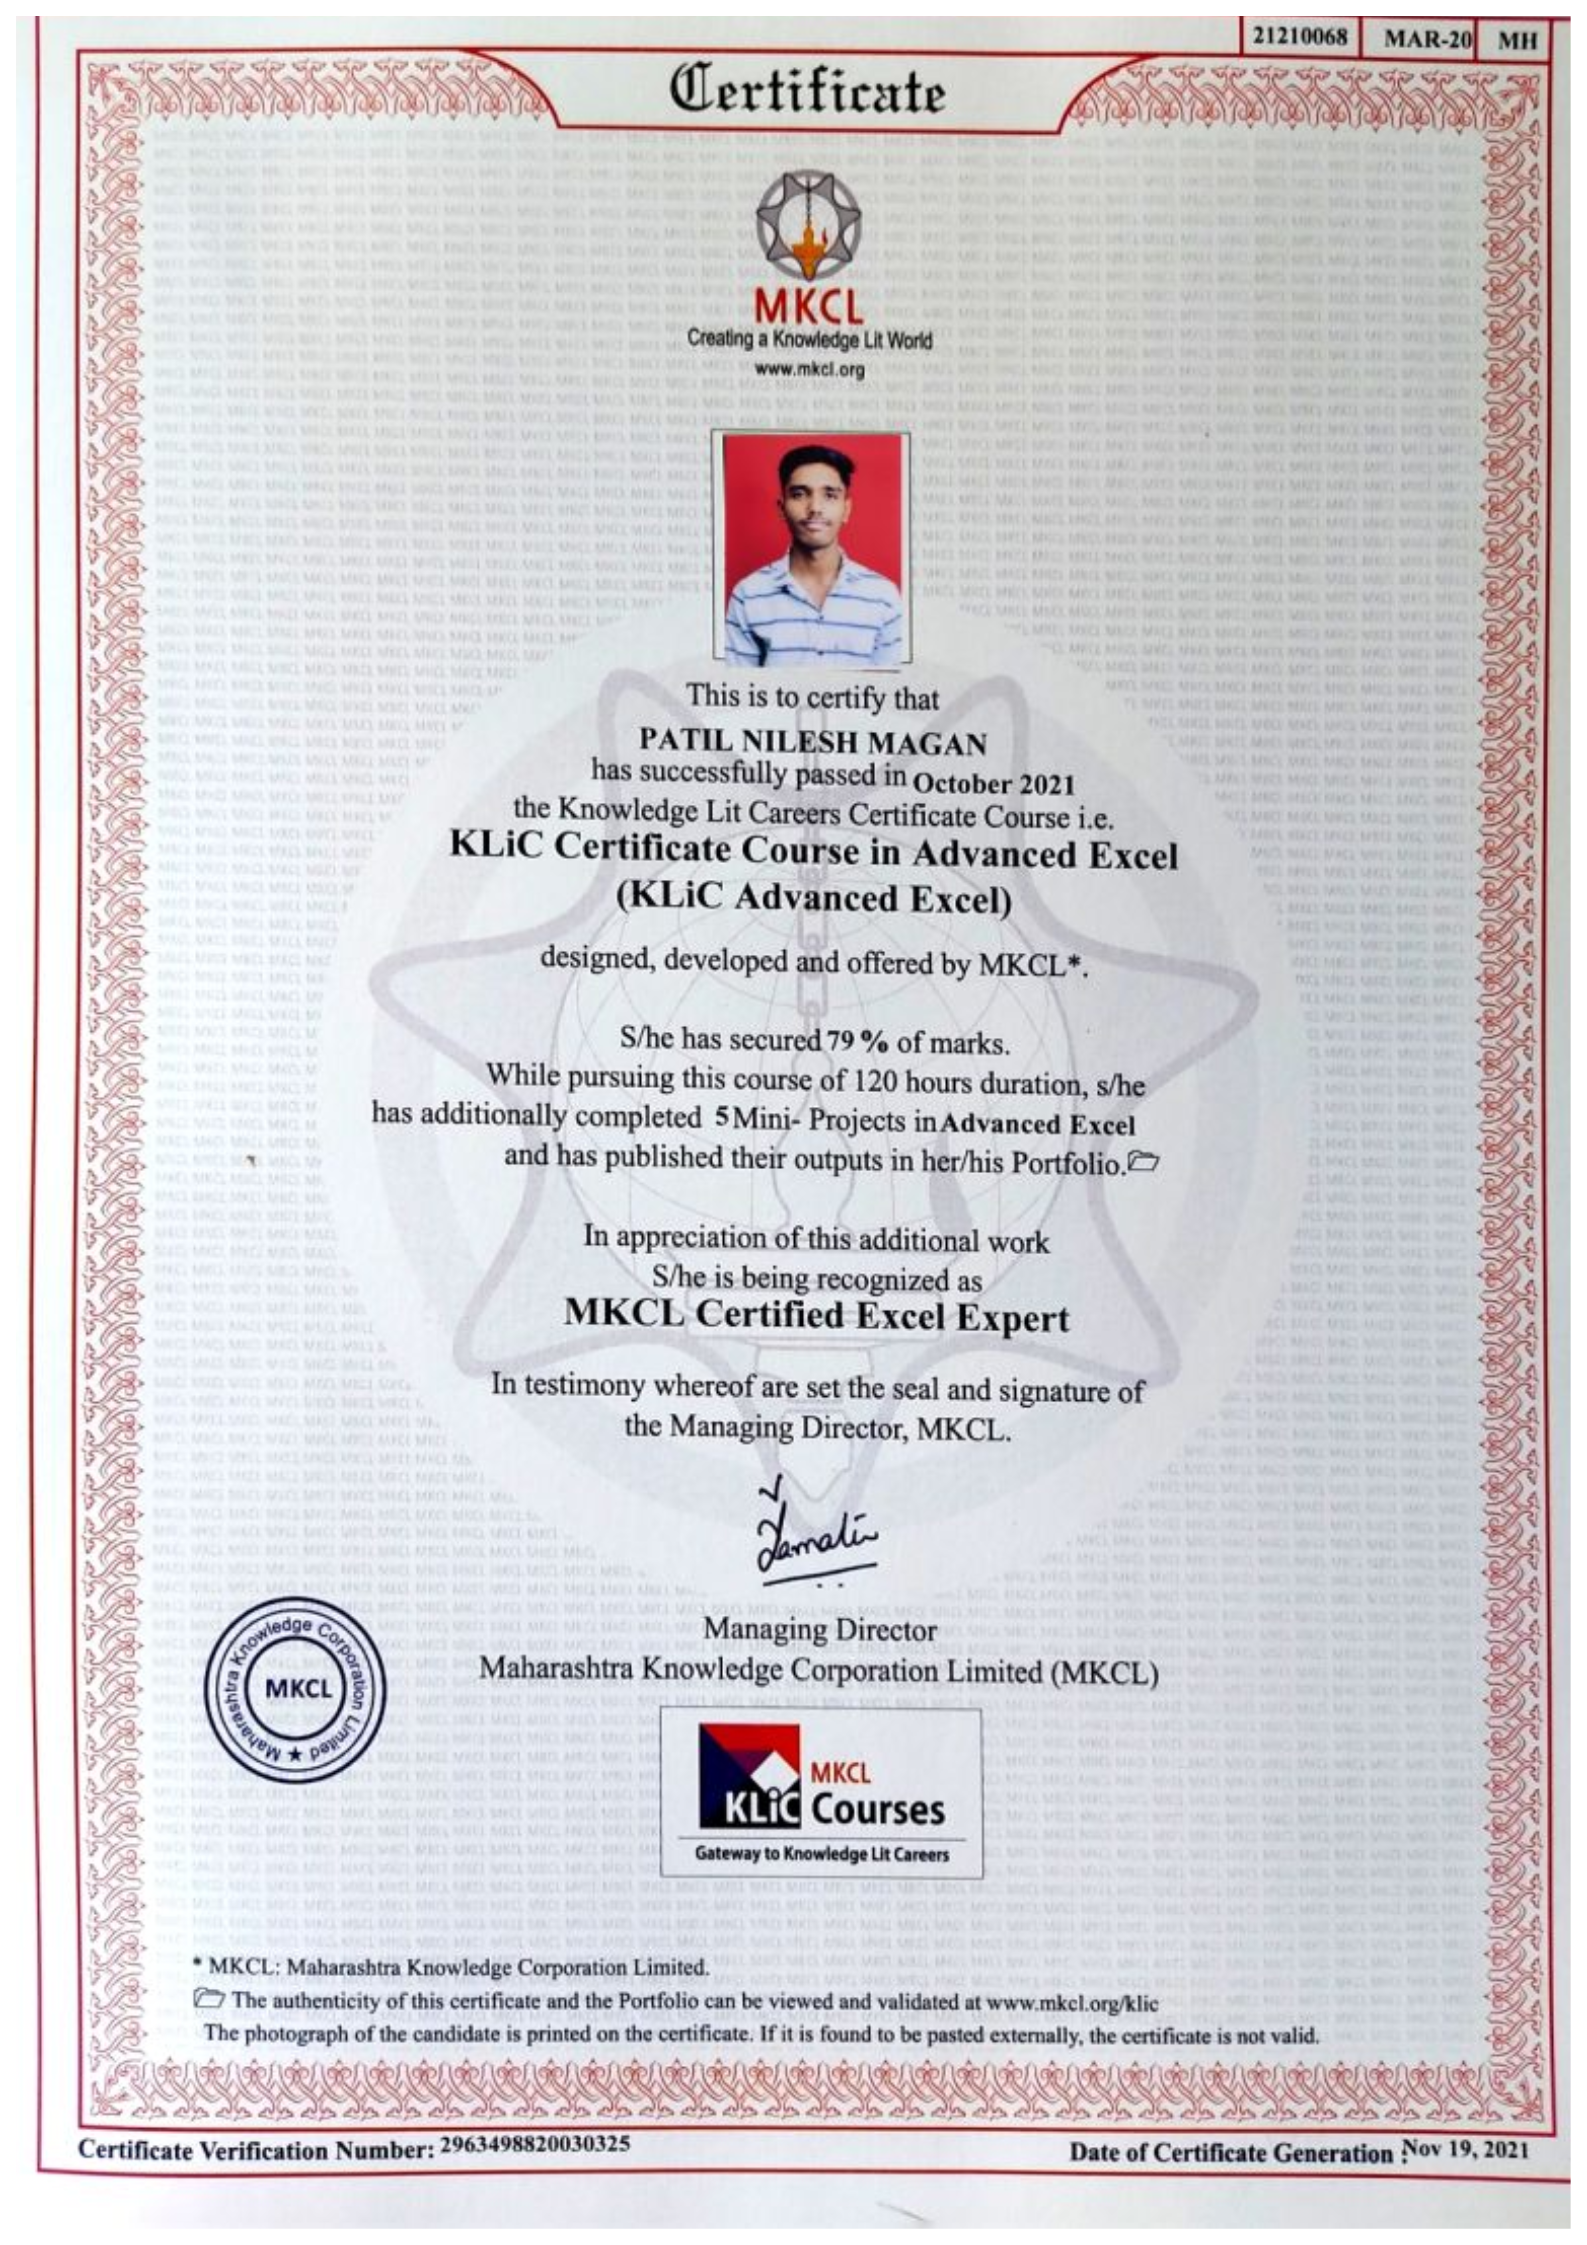 21210068 MAR-20 MH
Certificate
MKCL
Creating a Knowledge Lit World
www.mkcl.org
This is to certify that
PATIL NILESH MAGAN
has successfully passed in October 2021
the Knowledge Lit Careers Certificate Course i.e.
KLiC Certificate Course in Advanced Excel
(KLiC Advanced Excel)
designed, developed and offered by MKCL*.
S/he has secured 79 % of marks.
While pursuing this course of 120 hours duration, s/he
has additionally completed 5 Mini- Projects in Advanced Excel
and has published their outputs in her/his Portfolio.
In appreciation of this additional work
S/he is being recognized as
MKCL Certified Excel Expert
In testimony whereof are set the seal and signature of
the Managing Director, MKCL.
Managing Director
Maharashtra Knowledge Corporation Limited (MKCL)
Maharashtra Knowledge Corporation Limited ★
MKCL
MKCL
KLiC Courses
Gateway to Knowledge Lit Careers
* MKCL: Maharashtra Knowledge Corporation Limited.
The authenticity of this certificate and the Portfolio can be viewed and validated at www.mkcl.org/klic
The photograph of the candidate is printed on the certificate. If it is found to be pasted externally, the certificate is not valid.
Certificate Verification Number: 2963498820030325
Date of Certificate Generation : Nov 19, 2021